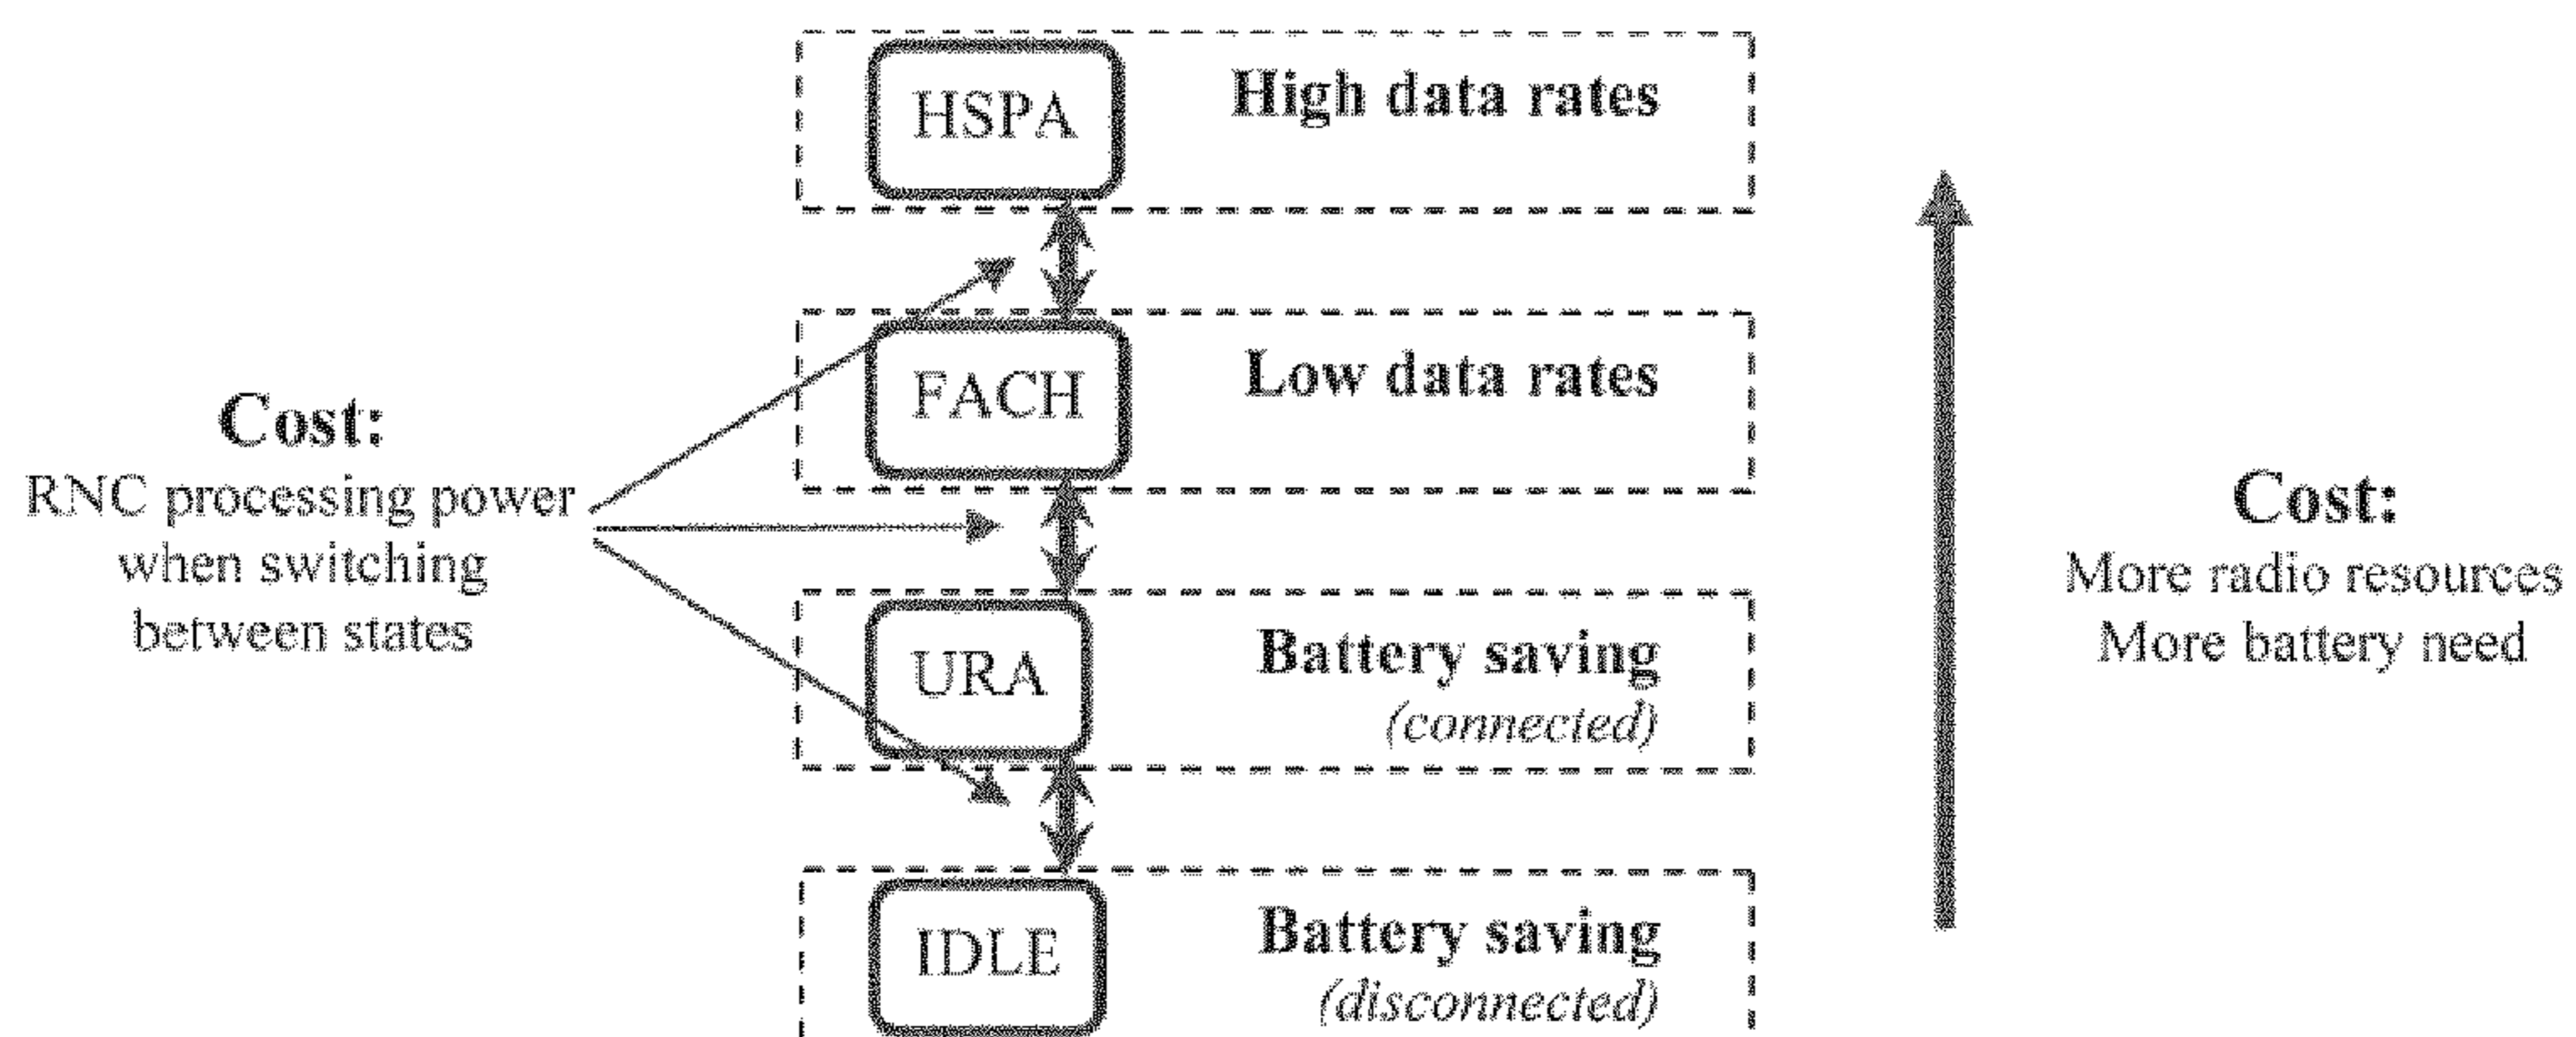 HSPA
High data rates
FACH
Low data rates
Cost:
RNC processing power
when switching
between states
URA
Battery saving
(connected)
IDLE
Battery saving
(disconnected)
Cost:
More radio resources
More battery need